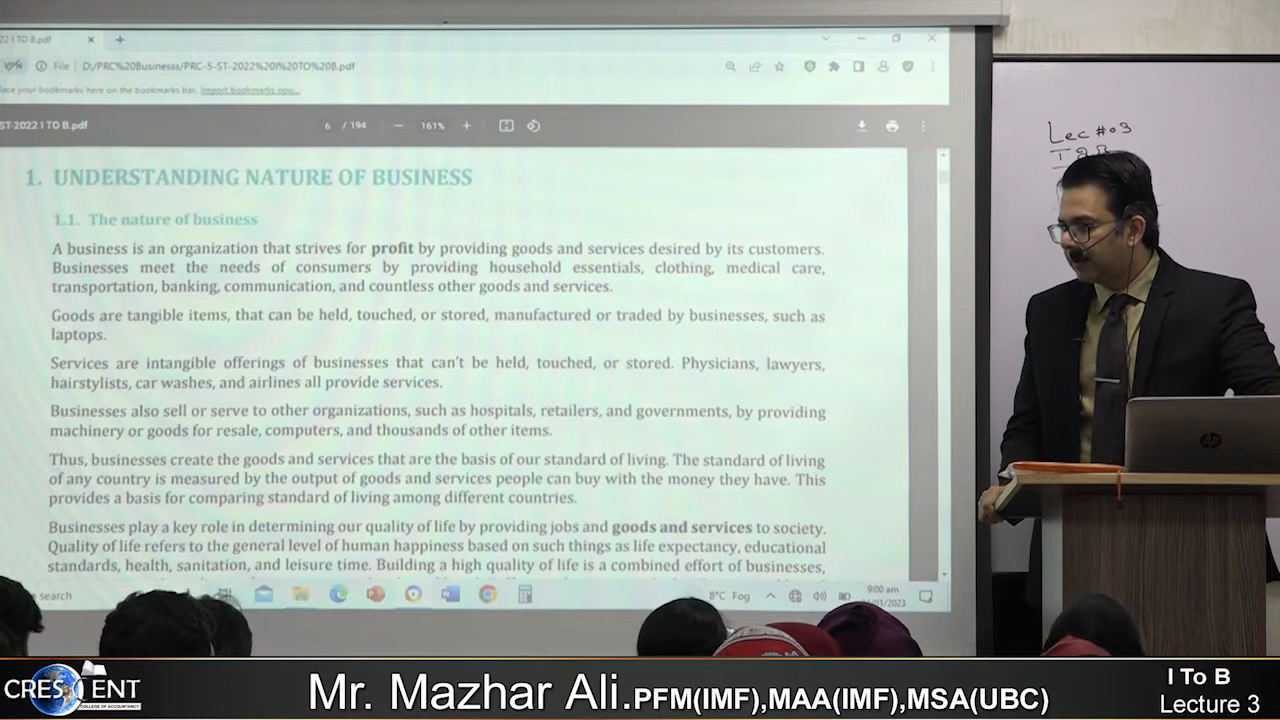 22 I TO B.pdf
File D:/PRC%20Businesss/PRC-5-ST-2022%20I%20TO%20B.pdf
lace your bookmarks here on the bookmarks bar. Import bookmarks now...
ST-2022 I TO B.pdf
6 / 194 — 161% +
Lec #03
1. UNDERSTANDING NATURE OF BUSINESS
1.1. The nature of business
A business is an organization that strives for profit by providing goods and services desired by its customers.
Businesses meet the needs of consumers by providing household essentials, clothing, medical care,
transportation, banking, communication, and countless other goods and services.
Goods are tangible items, that can be held, touched, or stored, manufactured or traded by businesses, such as
laptops.
Services are intangible offerings of businesses that can't be held, touched, or stored. Physicians, lawyers,
hairstylists, car washes, and airlines all provide services.
Businesses also sell or serve to other organizations, such as hospitals, retailers, and governments, by providing
machinery or goods for resale, computers, and thousands of other items.
Thus, businesses create the goods and services that are the basis of our standard of living. The standard of living
of any country is measured by the output of goods and services people can buy with the money they have. This
provides a basis for comparing standard of living among different countries.
Businesses play a key role in determining our quality of life by providing jobs and goods and services to society.
Quality of life refers to the general level of human happiness based on such things as life expectancy, educational
standards, health, sanitation, and leisure time. Building a high quality of life is a combined effort of businesses,
search
8°C Fog
9:00 am
hp
CRESCENT
COLLEGE OF ACCOUNTANCY
Mr. Mazhar Ali.PFM(IMF),MAA(IMF),MSA(UBC)
I To B
Lecture 3